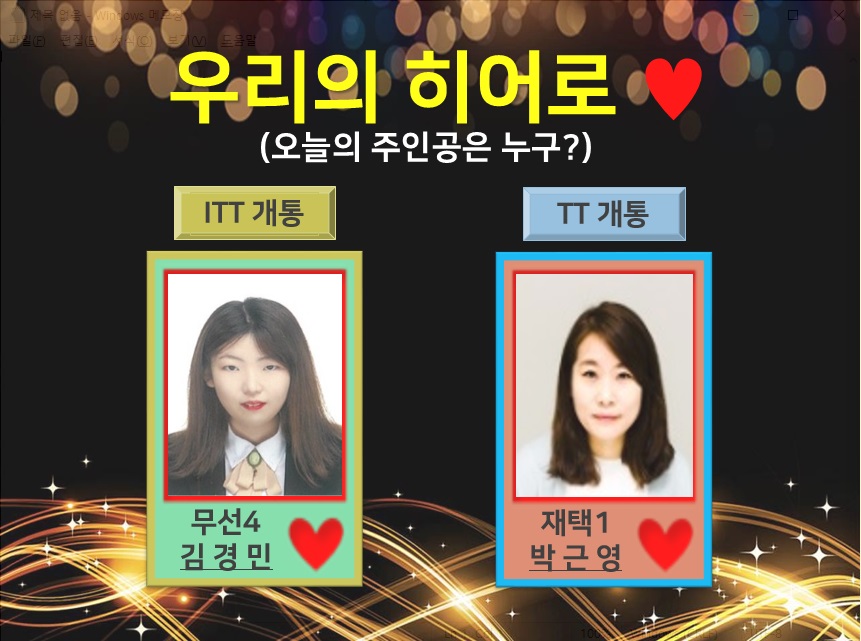 우리의 히어로
(오늘의 주인공은 누구?)
ITT 개통
TT 개통
무선4
김 경 민
재택1
박 근 영